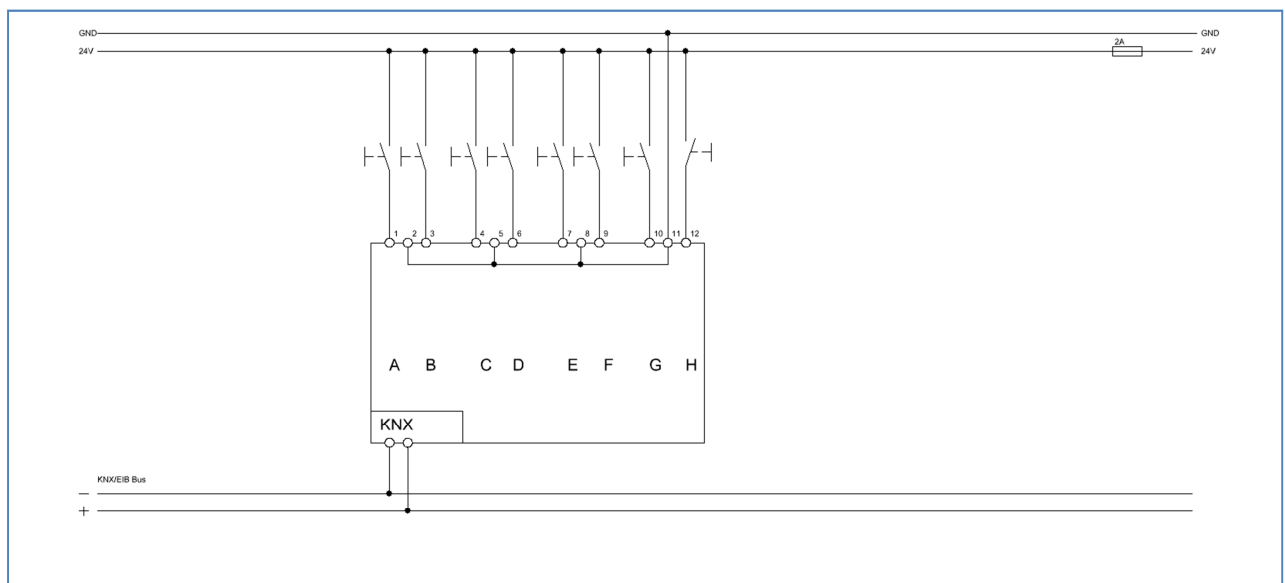 GND GND
2A
24V 24V
1 2 3 4 5 6 7 8 9 10 11 12
A B C D E F G H
KNX
KNX/EIB Bus
−
+